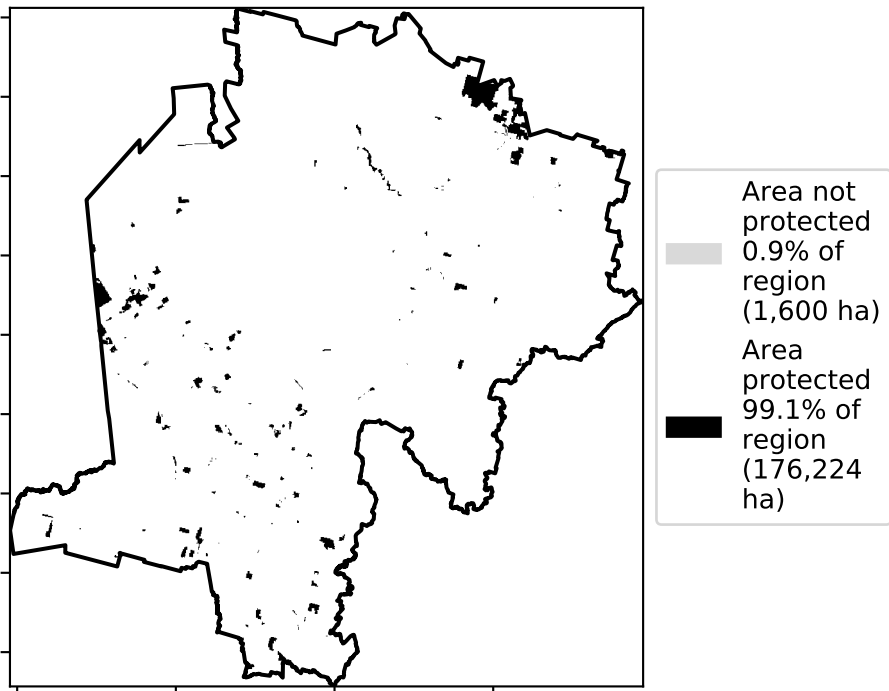 Area not
protected
0.9% of
region
(1,600 ha)
Area
protected
99.1% of
region
(176,224
ha)